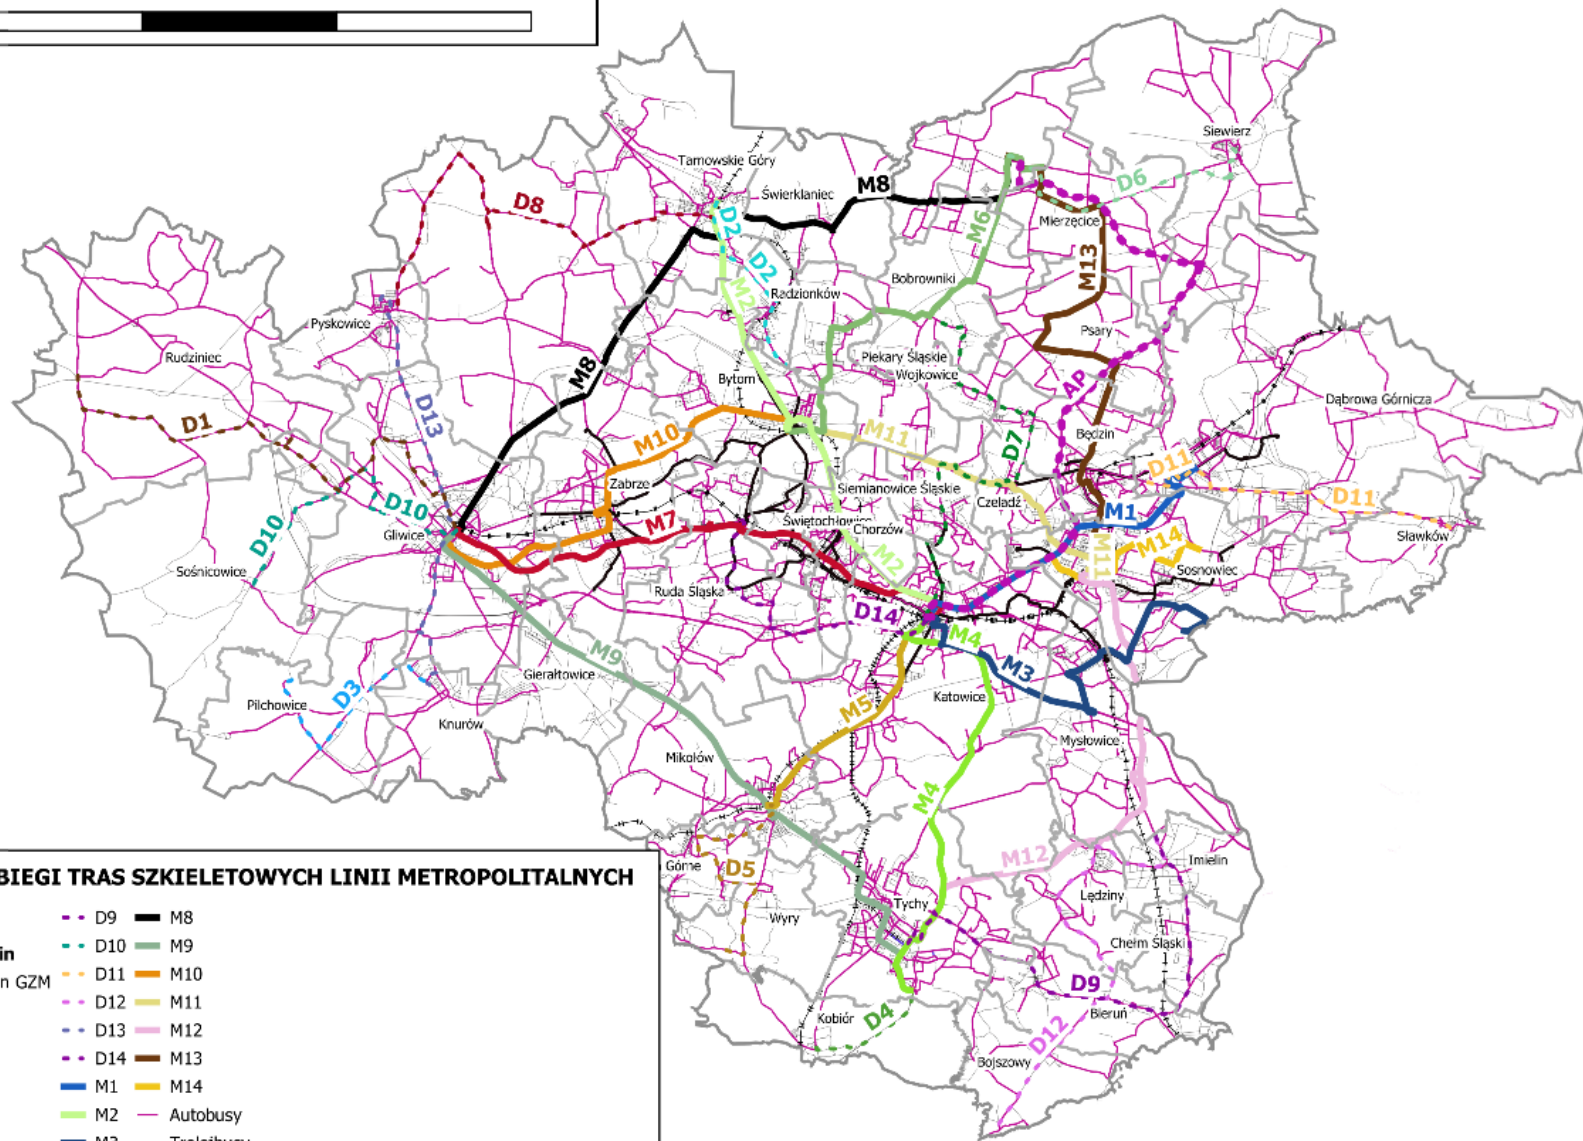 Siewierz
Tarnowskie Góry
D6
M8
Świerklaniec
D8
D2
M6
Mierzęcice
D2
M13
Bobrowniki
M2
Radzionków
Pyskowice
Psary
Rudziniec
Piekary Śląskie
M8
Bytom
Wojkowice
AP
Dąbrowa Górnicza
D1
D13
M10
M11
Będzin
D7
D11
Zabrze
Siemianowice Śląskie
D11
Czeladź
D10
M7
Świętochłowice
M1
Chorzów
Gliwice
D10
Sławków
M2
M11
M14
Sośnicowice
Sosnowiec
Ruda Śląska
D14
M4
M9
Gierałtowice
M3
D3
Pilchowice
Katowice
M5
Knurów
Mysłowice
Mikołów
M4
M12
Imielin
Górne
D5
Lędziny
Tychy
Wyry
Chełm Śląski
D9
Bieruń
Kobiór
D4
D12
Bojszowy
BIEGI TRAS SZKIELETOWYCH LINII METROPOLITALNYCH
D9 M8
D10 M9
in
n GZM
D11 M10
D12 M11
D13 M12
D14 M13
M1 M14
M2 Autobusy
M3 Trolejbusy